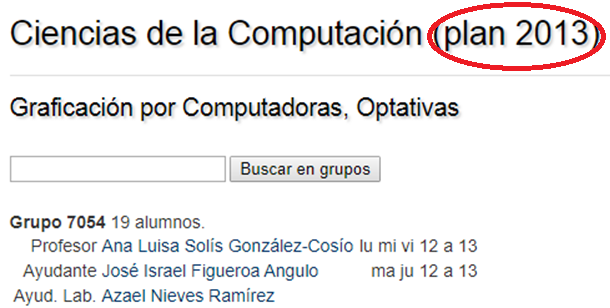 Ciencias de la Computación (plan 2013)
Graficación por Computadoras, Optativas
Buscar en grupos
Grupo 7054 19 alumnos.
Profesor Ana Luisa Solís González-Cosío lu mi vi 12 a 13
Ayudante José Israel Figueroa Angulo ma ju 12 a 13
Ayud. Lab. Azael Nieves Ramírez